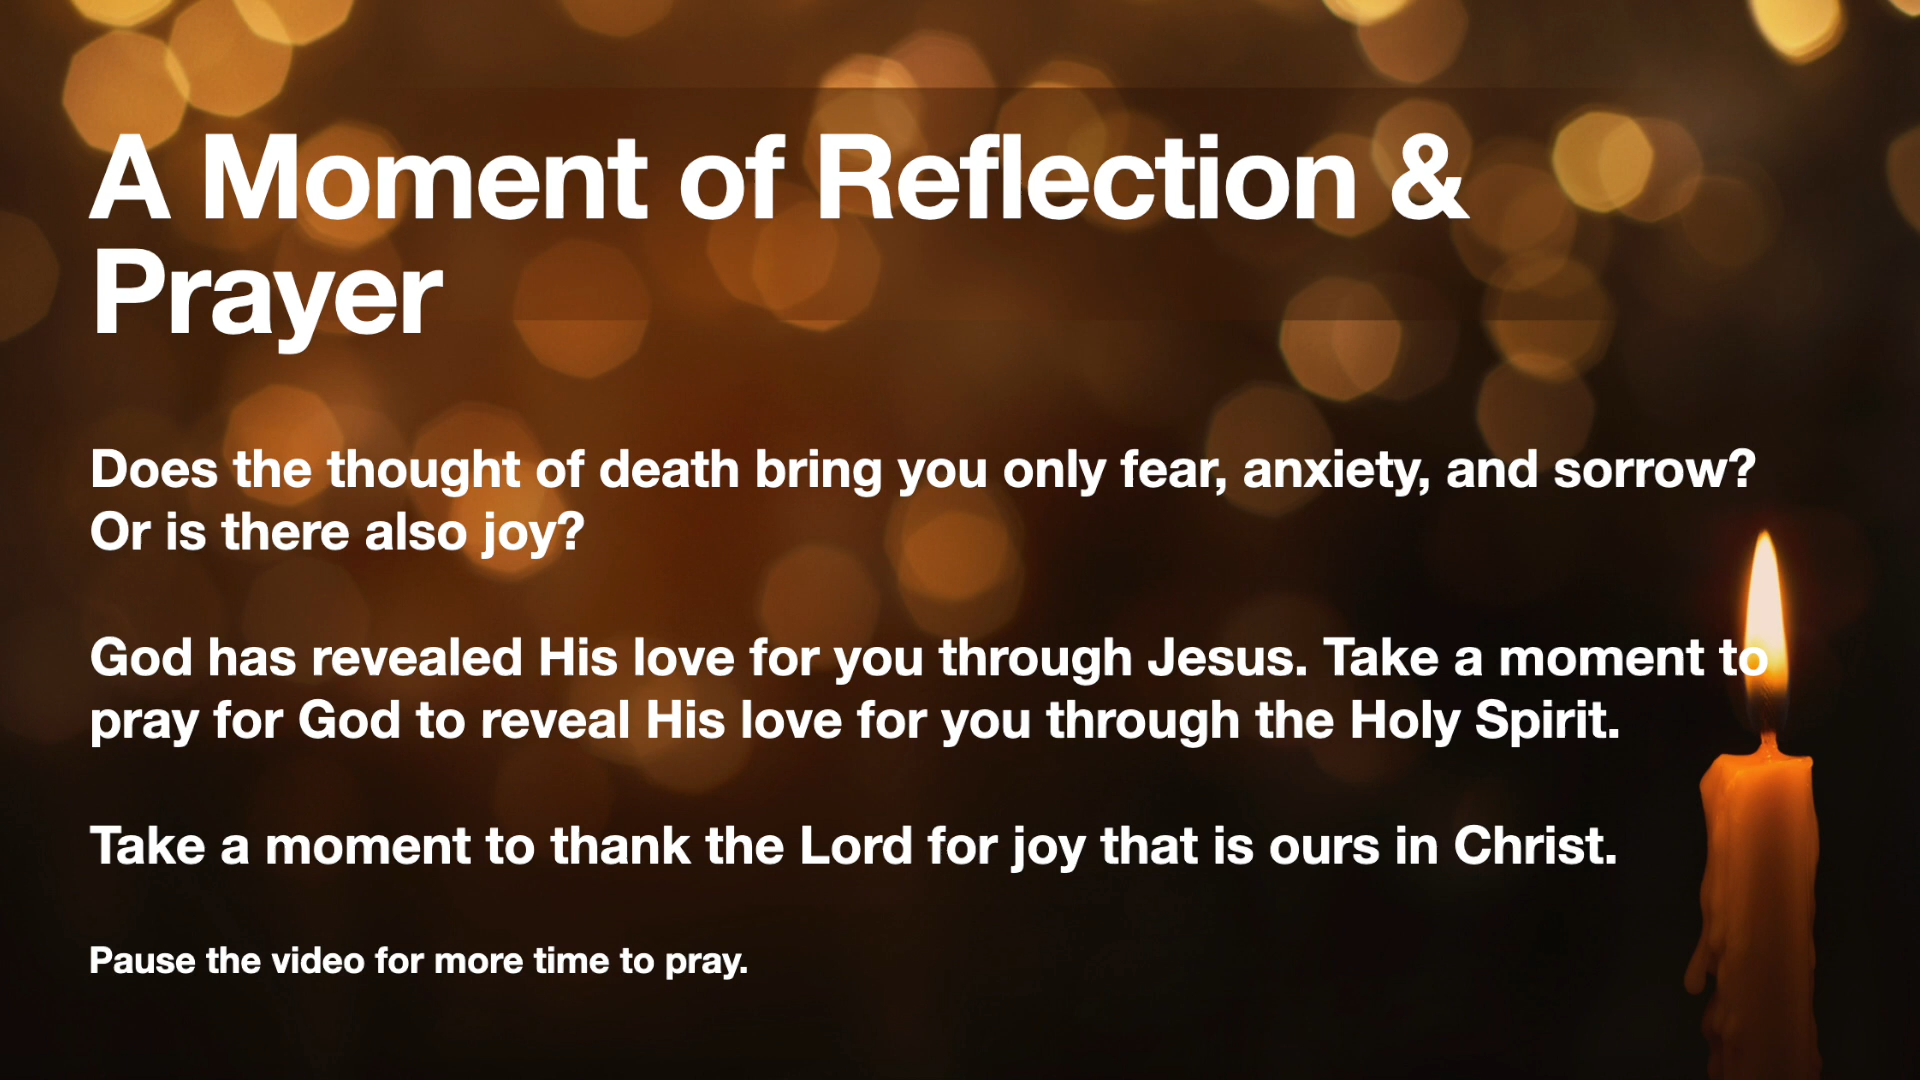 A Moment of Reflection &
Prayer
Does the thought of death bring you only fear, anxiety, and sorrow?
Or is there also joy?
God has revealed His love for you through Jesus. Take a moment to
pray for God to reveal His love for you through the Holy Spirit.
Take a moment to thank the Lord for joy that is ours in Christ.
Pause the video for more time to pray.